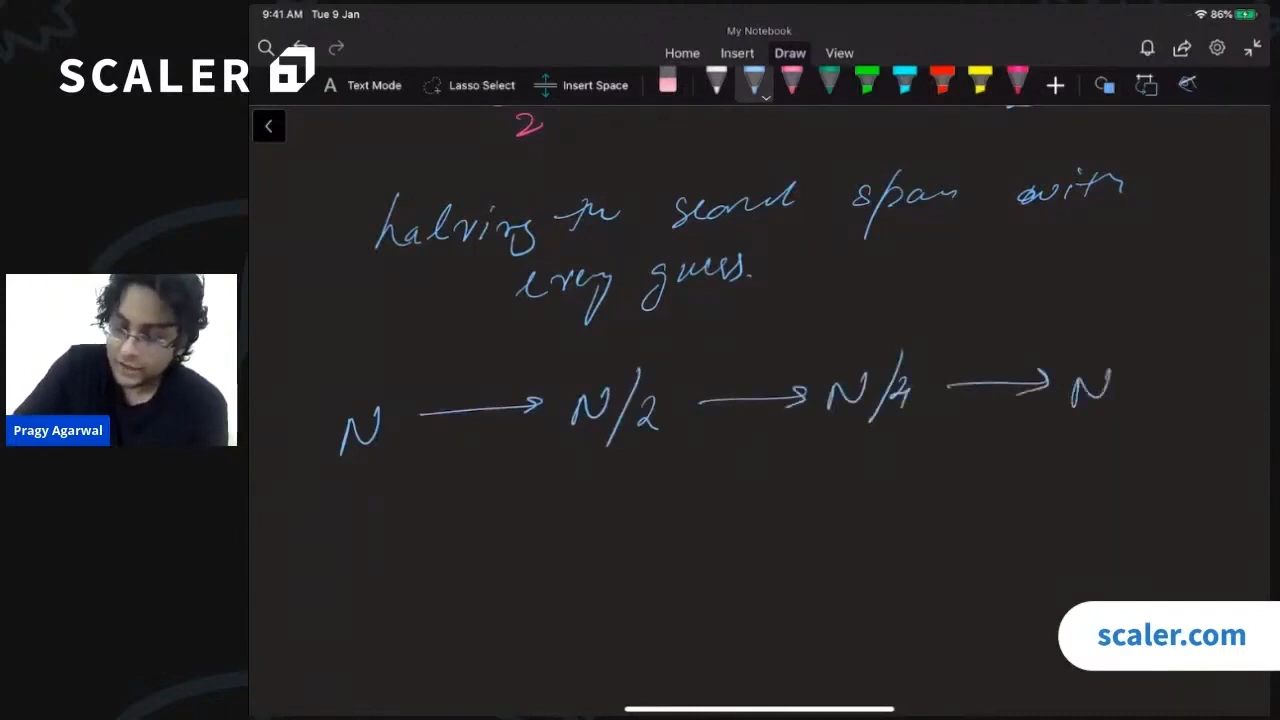 9:41 AM Tue 9 Jan
86%
My Notebook
Home Insert Draw View
SCALER
Text Mode Lasso Select Insert Space
2
halving the search span with
every guess.
N → N/2 → N/4 → N
Pragy Agarwal
scaler.com